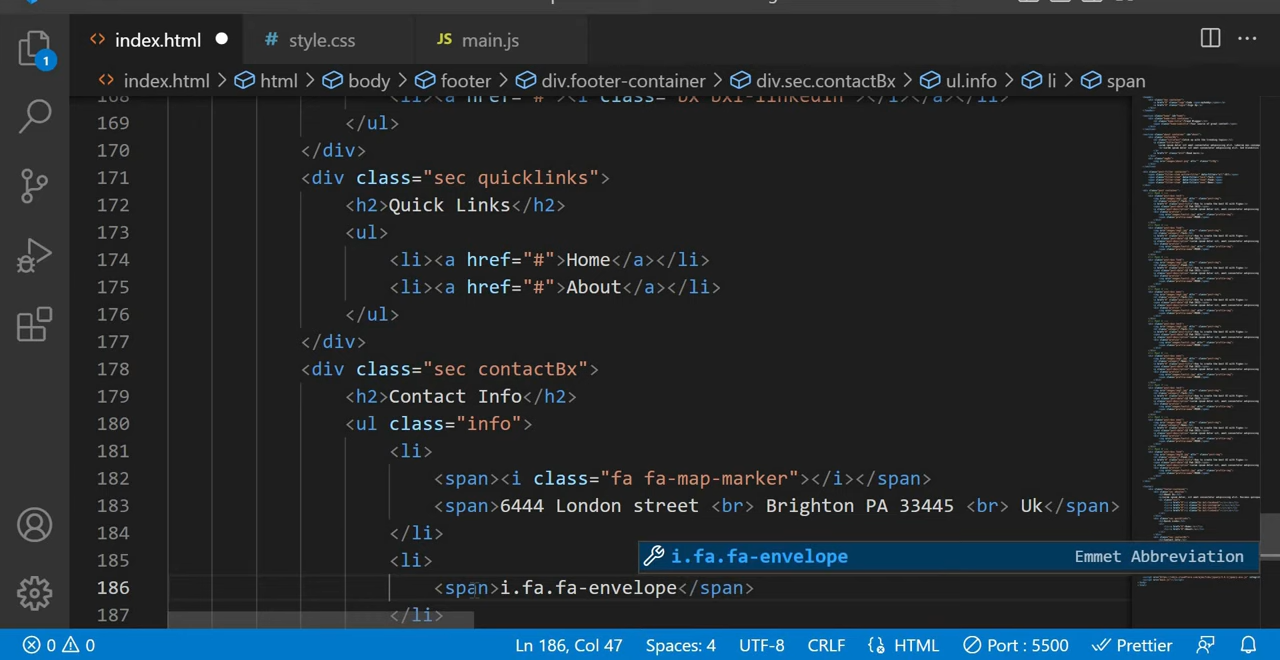 index.html
style.css
JS main.js
1
index.html > html > body > footer > div.footer-container > div.sec.contactBx > ul.info > li > span
169 </ul>
170 </div>
171 <div class="sec quicklinks">
172 <h2>Quick Links</h2>
173 <ul>
174 <li><a href="#">Home</a></li>
175 <li><a href="#">About</a></li>
176 </ul>
177 </div>
178 <div class="sec contactBx">
179 <h2>Contact Info</h2>
180 <ul class="info">
181 <li>
182 <span><i class="fa fa-map-marker"></i></span>
183 <span>6444 London street <br> Brighton PA 33445 <br> Uk</span>
184 </li>
185 <li>
i.fa.fa-envelope Emmet Abbreviation
186 <span>i.fa.fa-envelope</span>
187 </li>
0 0 Ln 186, Col 47 Spaces: 4 UTF-8 CRLF HTML Port : 5500 Prettier